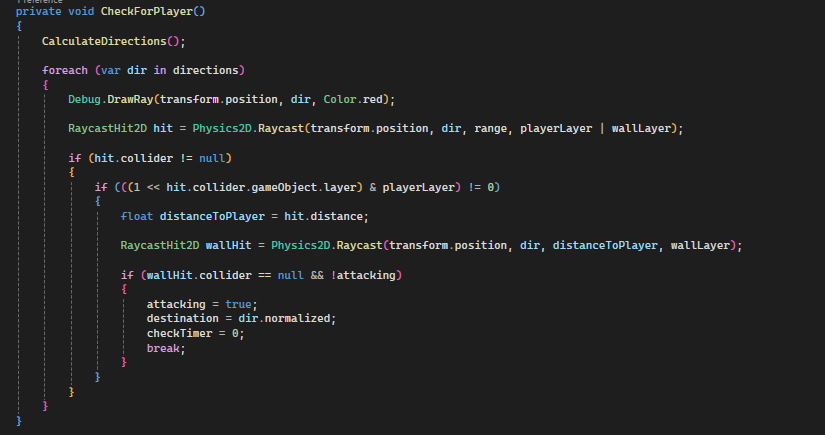 1 reference
private void CheckForPlayer()
{
CalculateDirections();
foreach (var dir in directions)
{
Debug.DrawRay(transform.position, dir, Color.red);
RaycastHit2D hit = Physics2D.Raycast(transform.position, dir, range, playerLayer | wallLayer);
if (hit.collider != null)
{
if (((1 << hit.collider.gameObject.layer) & playerLayer) != 0)
{
float distanceToPlayer = hit.distance;
RaycastHit2D wallHit = Physics2D.Raycast(transform.position, dir, distanceToPlayer, wallLayer);
if (wallHit.collider == null && !attacking)
{
attacking = true;
destination = dir.normalized;
checkTimer = 0;
break;
}
}
}
}
}